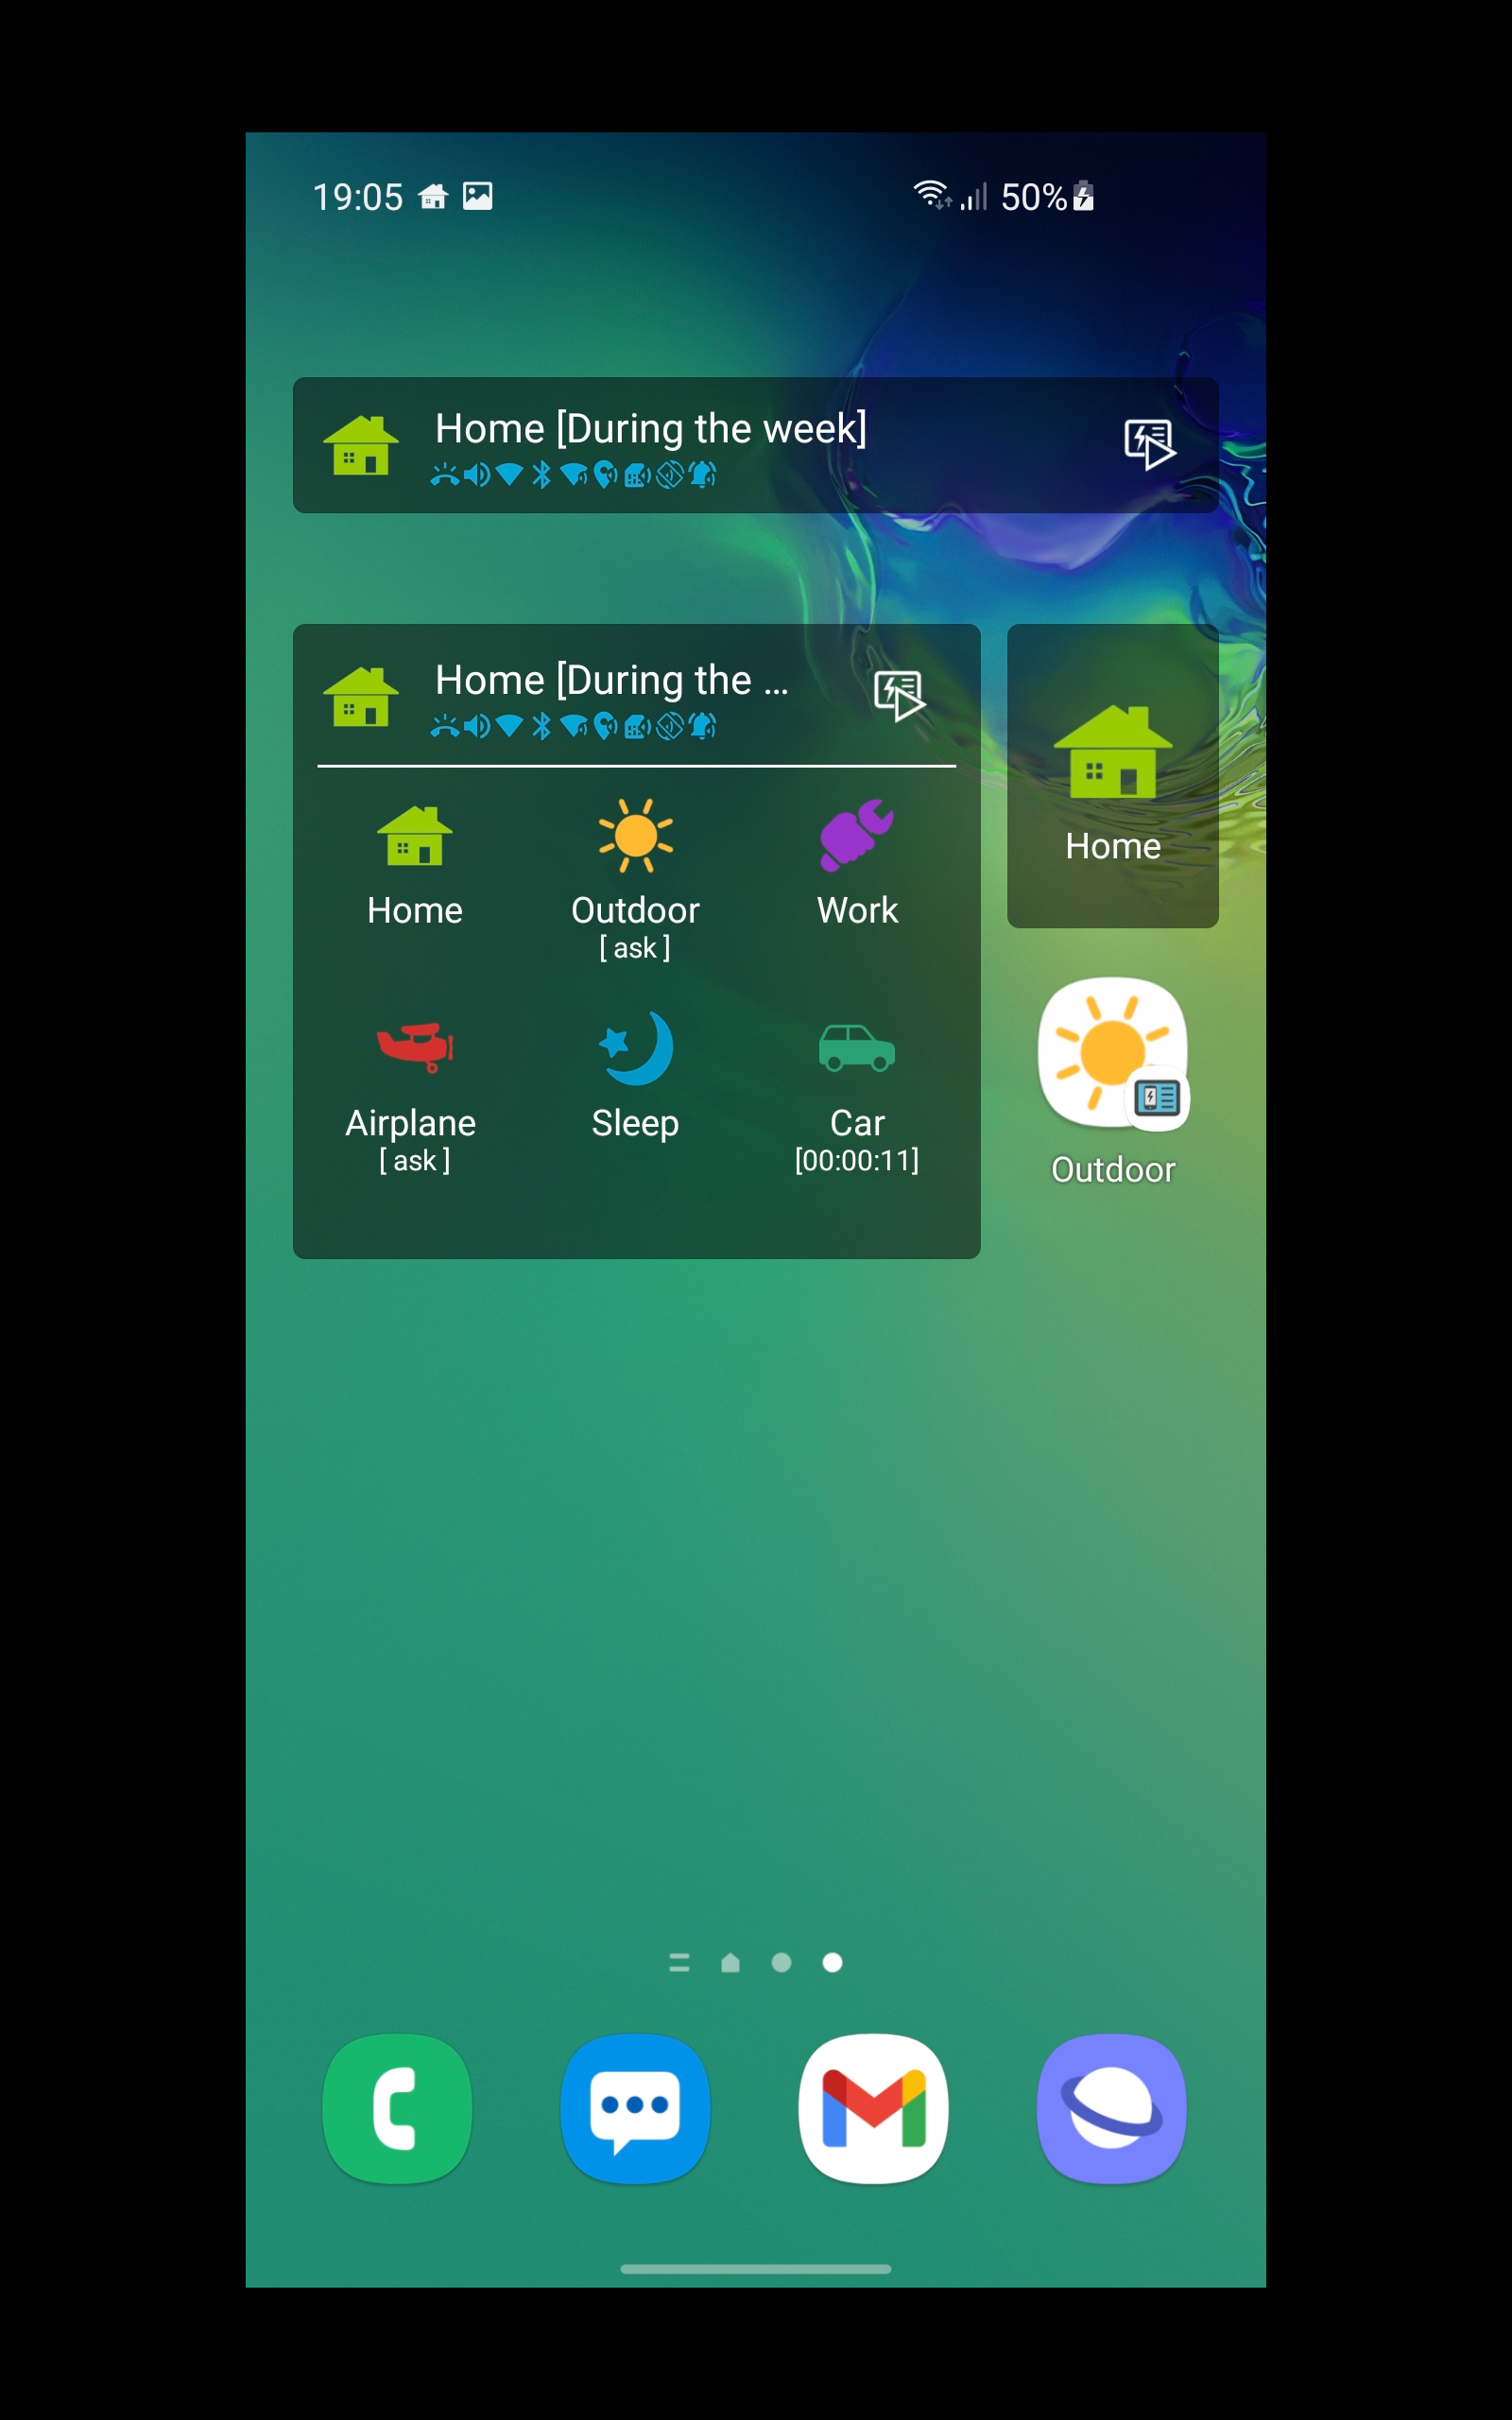 19:05 50%
Home [During the week]
Home [During the ...
Home Outdoor Work
[ ask ]
Home
Airplane Sleep Car
[ ask ] [00:00:11]
Outdoor